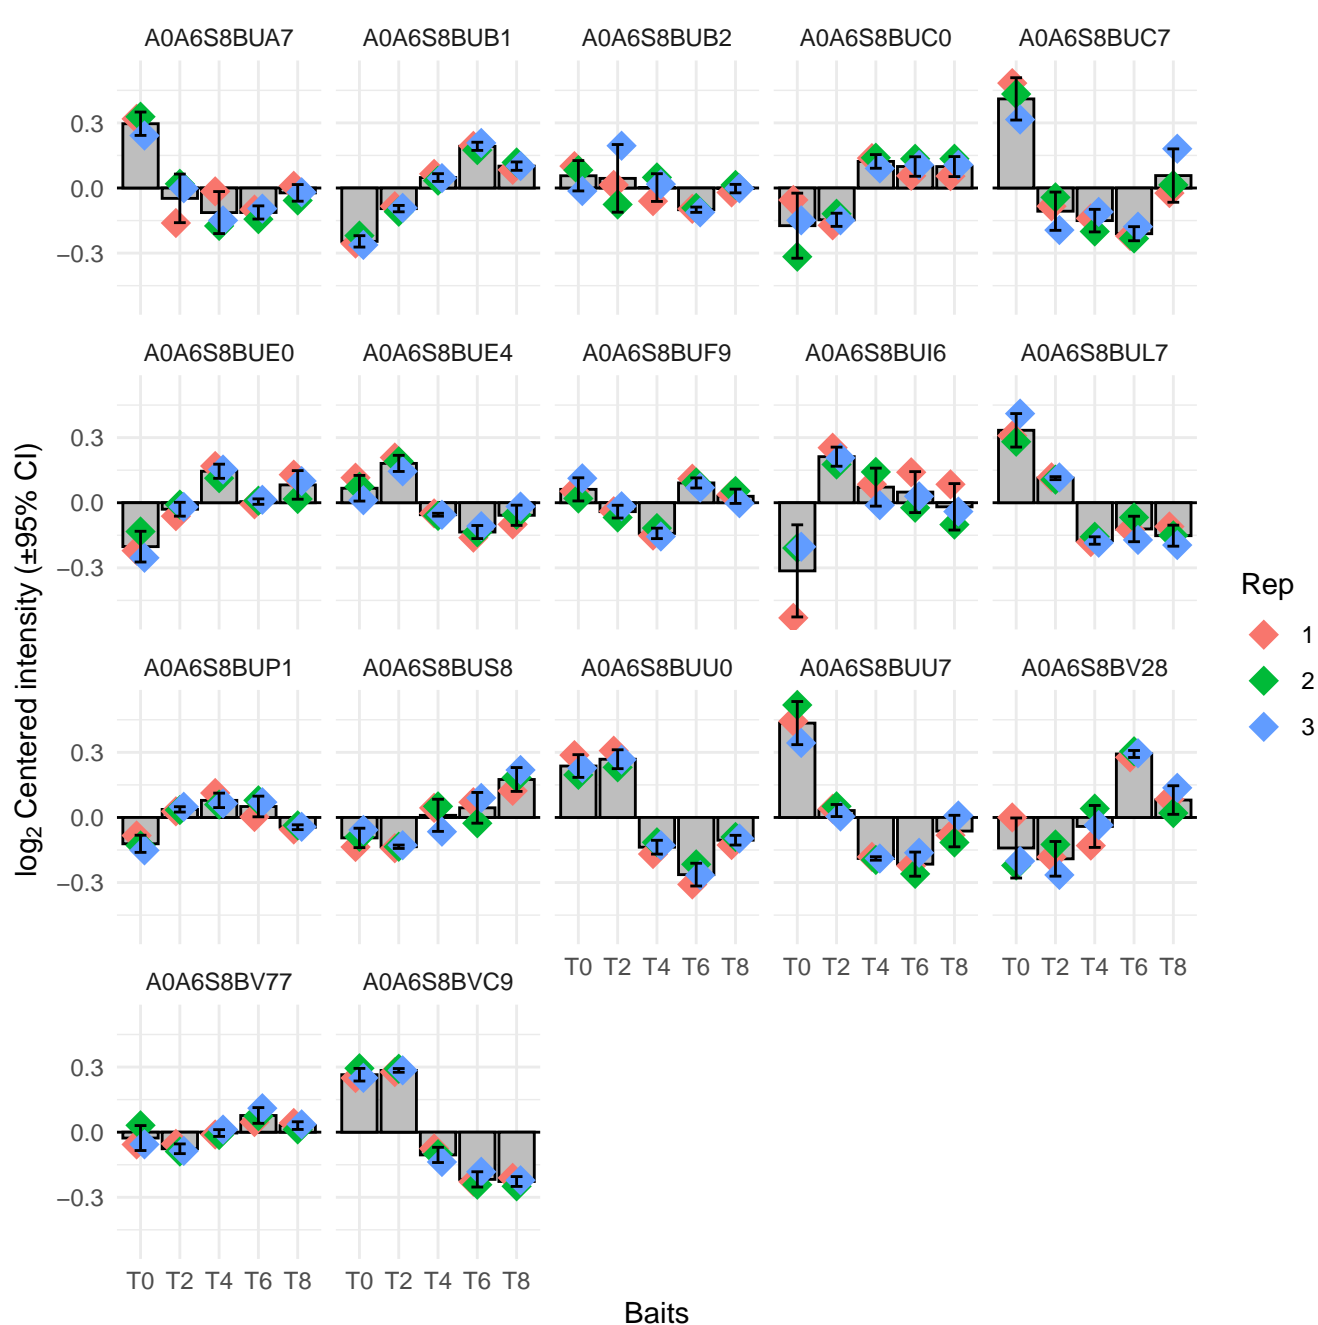 A0A6S8BUA7 A0A6S8BUB1 A0A6S8BUB2 A0A6S8BUC0 A0A6S8BUC7
0.3
0.0
−0.3
A0A6S8BUE0 A0A6S8BUE4 A0A6S8BUF9 A0A6S8BUI6 A0A6S8BUL7
0.3
0.0
−0.3
A0A6S8BUP1 A0A6S8BUS8 A0A6S8BUU0 A0A6S8BUU7 A0A6S8BV28
0.3
0.0
−0.3
T0 T2 T4 T6 T8 T0 T2 T4 T6 T8 T0 T2 T4 T6 T8
A0A6S8BV77 A0A6S8BVC9
0.3
0.0
−0.3
T0 T2 T4 T6 T8 T0 T2 T4 T6 T8
Baits
log₂ Centered intensity (±95% CI)
Rep
1
2
3